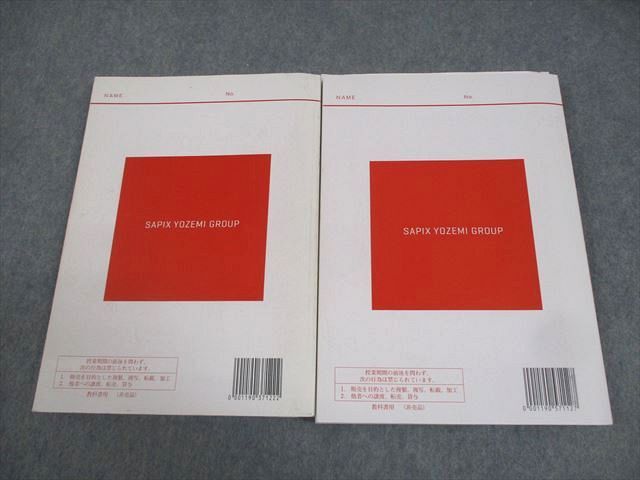 NAME
No.
SAPIX YOZEMI GROUP
授業期間の前後を問わず、
次の行為は禁じられています。
1. 販売を目的とした複製、複写、転載、加工
2. 他者への譲渡、転売、貸与
教科書用 (非売品)
0 001190 571222
NAME
No.
SAPIX YOZEMI GROUP
授業期間の前後を問わず、
次の行為は禁じられています。
1. 販売を目的とした複製、複写、転載、加工
2. 他者への譲渡、転売、貸与
教科書用 (非売品)
0 001190 571127